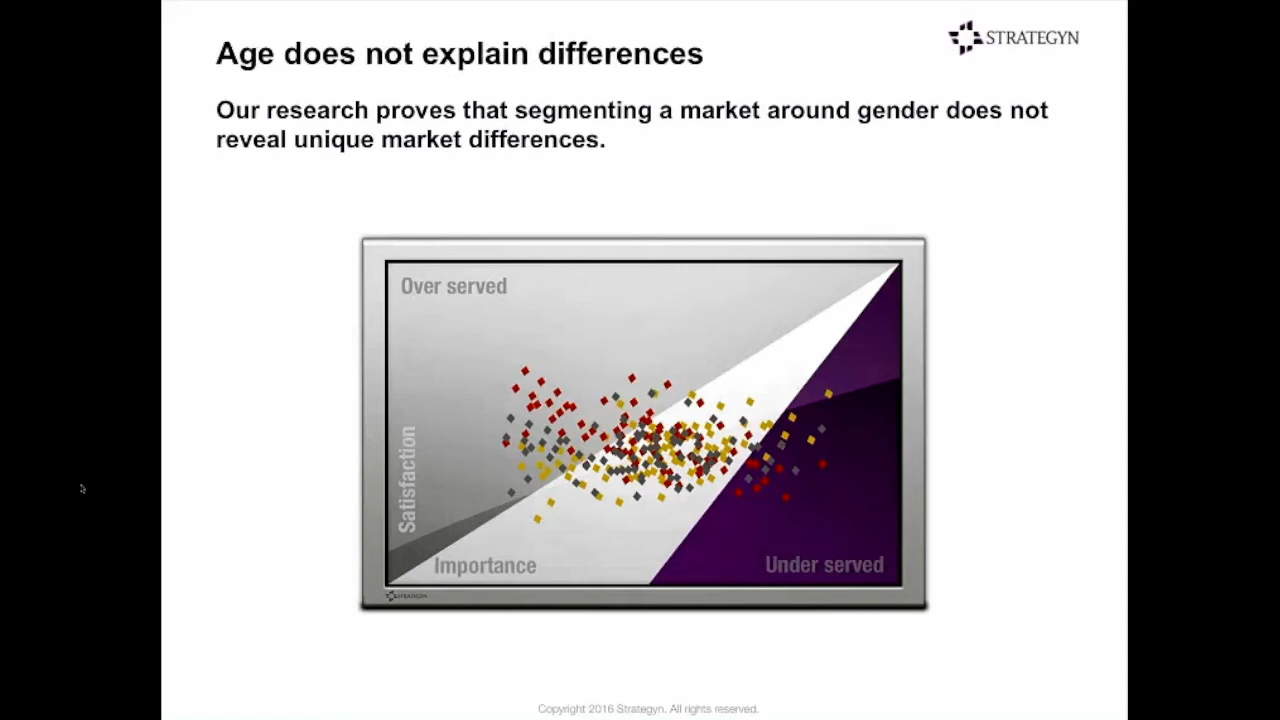 STRATEGYN
Age does not explain differences
Our research proves that segmenting a market around gender does not
reveal unique market differences.
Over served
Satisfaction
Importance
Under served
STRATEGYN
Copyright 2016 Strategyn. All rights reserved.